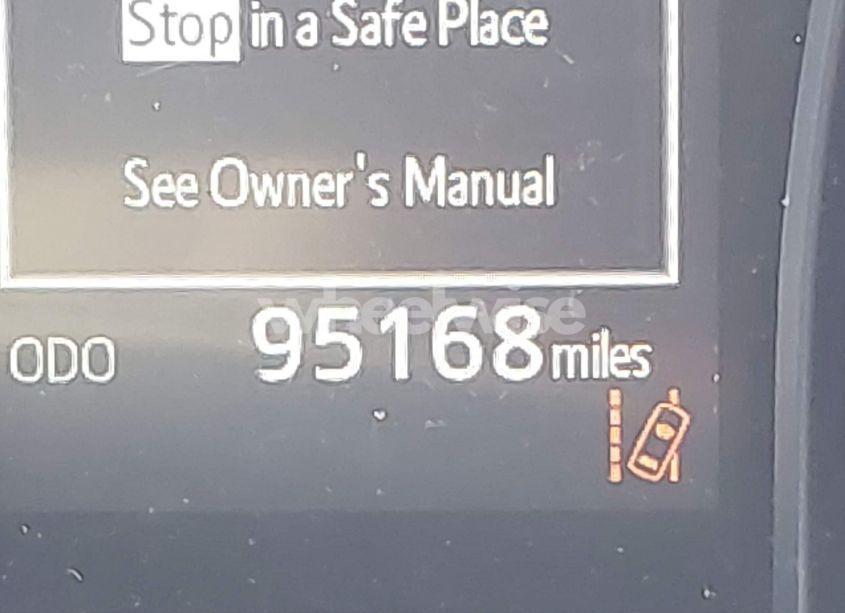 Stop in a Safe Place
See Owner's Manual
wheelwise
ODO 95168 miles